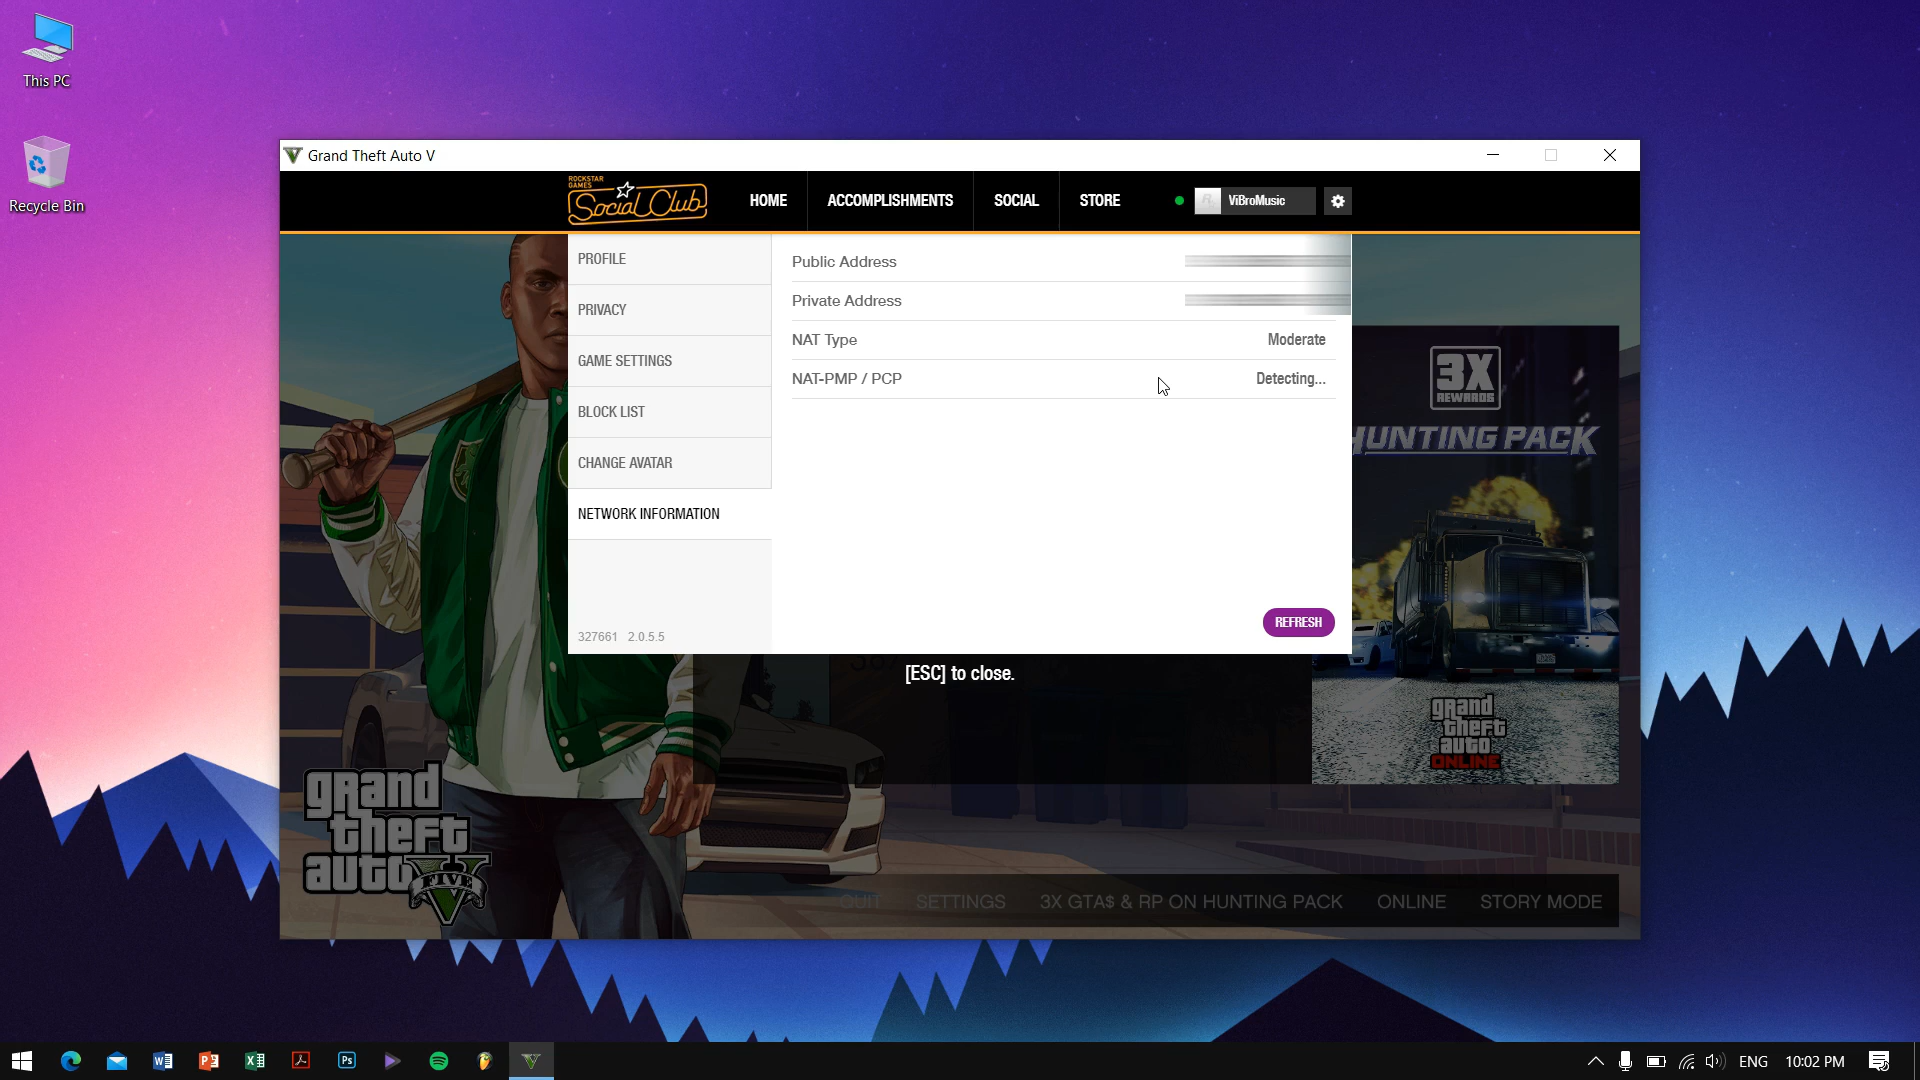 This PC
Recycle Bin
Grand Theft Auto V
ROCKSTAR
GAMES
Social Club
HOME
ACCOMPLISHMENTS
SOCIAL
STORE
ViBroMusic
PROFILE
PRIVACY
GAME SETTINGS
BLOCK LIST
CHANGE AVATAR
NETWORK INFORMATION
327661 2.0.5.5
Public Address
Private Address
NAT Type Moderate
NAT-PMP / PCP Detecting...
REFRESH
[ESC] to close.
3X
REWARDS
HUNTING PACK
grand
theft
auto
ONLINE
grand
theft
auto
FIVE
QUIT SETTINGS 3X GTA$ & RP ON HUNTING PACK ONLINE STORY MODE
ENG 10:02 PM